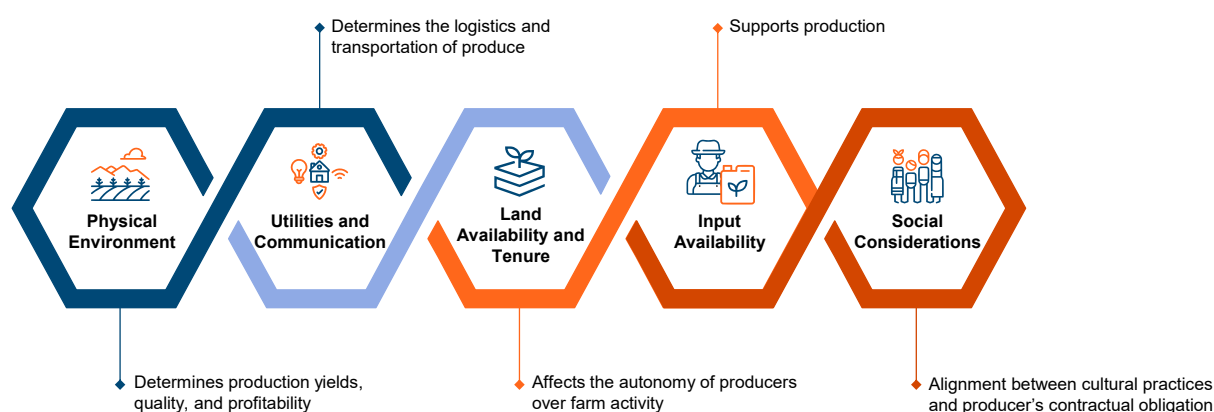 Determines the logistics and
transportation of produce
Supports production
Physical
Environment
Utilities and
Communication
Land
Availability and
Tenure
Input
Availability
Social
Considerations
Determines production yields,
quality, and profitability
Affects the autonomy of producers
over farm activity
Alignment between cultural practices
and producer's contractual obligation